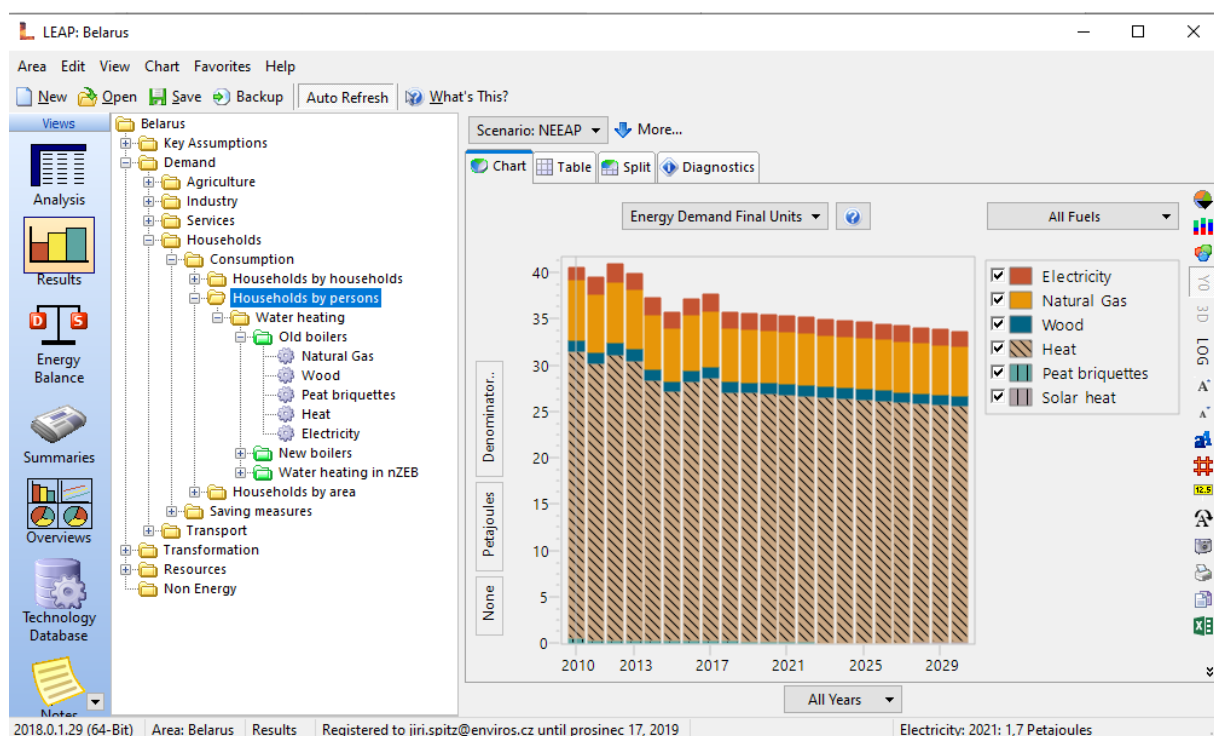 LEAP: Belarus
Area Edit View Chart Favorites Help
New Open Save Backup Auto Refresh What's This?
Views
Analysis
Results
Energy
Balance
Summaries
Overviews
Technology
Database
Notes
Belarus
Key Assumptions
Demand
Agriculture
Industry
Services
Households
Consumption
Households by households
Households by persons
Water heating
Old boilers
Natural Gas
Wood
Peat briquettes
Heat
Electricity
New boilers
Water heating in nZEB
Households by area
Saving measures
Transport
Transformation
Resources
Non Energy
Scenario: NEEAP More...
Chart Table Split Diagnostics
Energy Demand Final Units
All Fuels
Denominator..
Petajoules
None
40
35
30
25
20
15
10
5
0
2010 2013 2017 2021 2025 2029
Electricity
Natural Gas
Wood
Heat
Peat briquettes
Solar heat
All Years
Y0
3D
LOG
A
A
a
12.5
A
2018.0.1.29 (64-Bit) Area: Belarus Results Registered to jiri.spitz@enviros.cz until prosinec 17, 2019 Electricity: 2021: 1,7 Petajoules